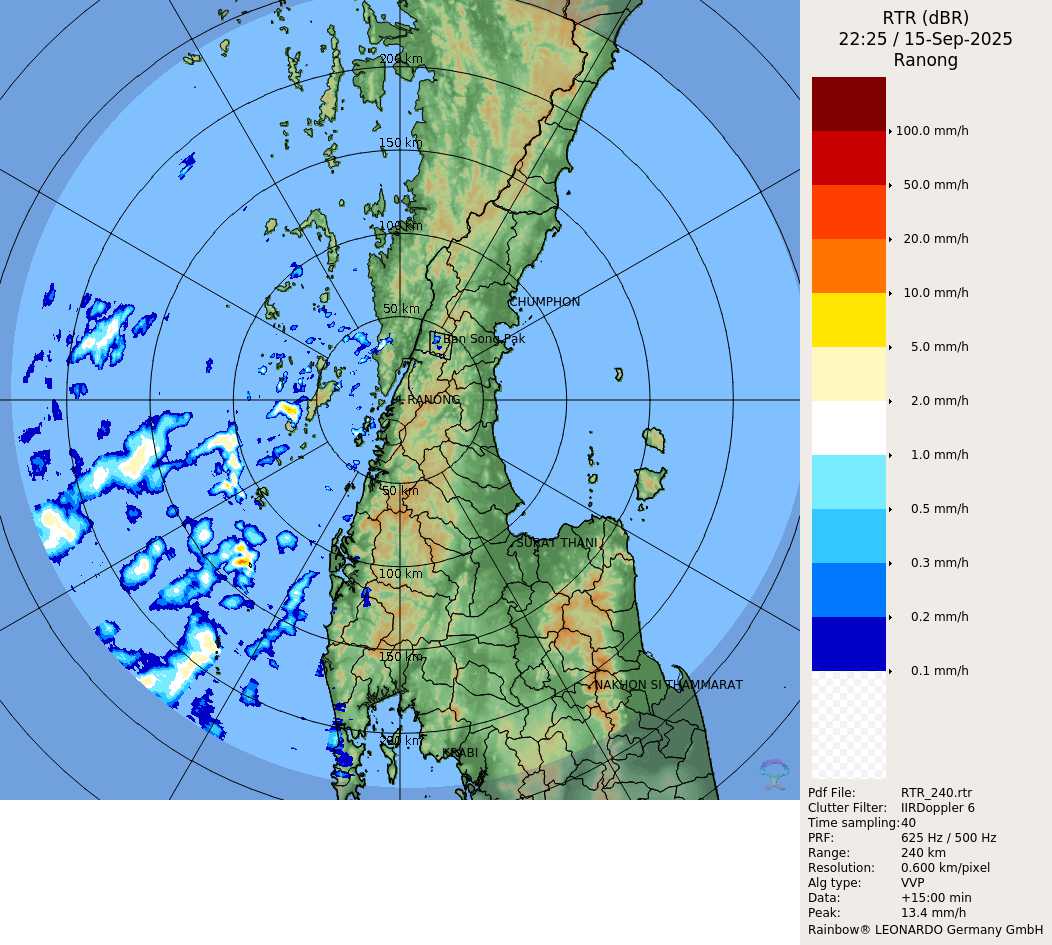 RTR (dBR)
22:25 / 15-Sep-2025
Ranong
200 km
150 km
100 km
50 km
CHUMPHON
Ban Song Pak
RANONG
50 km
SURAT THANI
100 km
150 km
NAKHON SI THAMMARAT
200 km
KRABI
100.0 mm/h
50.0 mm/h
20.0 mm/h
10.0 mm/h
5.0 mm/h
2.0 mm/h
1.0 mm/h
0.5 mm/h
0.3 mm/h
0.2 mm/h
0.1 mm/h
Pdf File: RTR_240.rtr
Clutter Filter: IIRDoppler 6
Time sampling: 40
PRF: 625 Hz / 500 Hz
Range: 240 km
Resolution: 0.600 km/pixel
Alg type: VVP
Data: +15:00 min
Peak: 13.4 mm/h
Rainbow® LEONARDO Germany GmbH